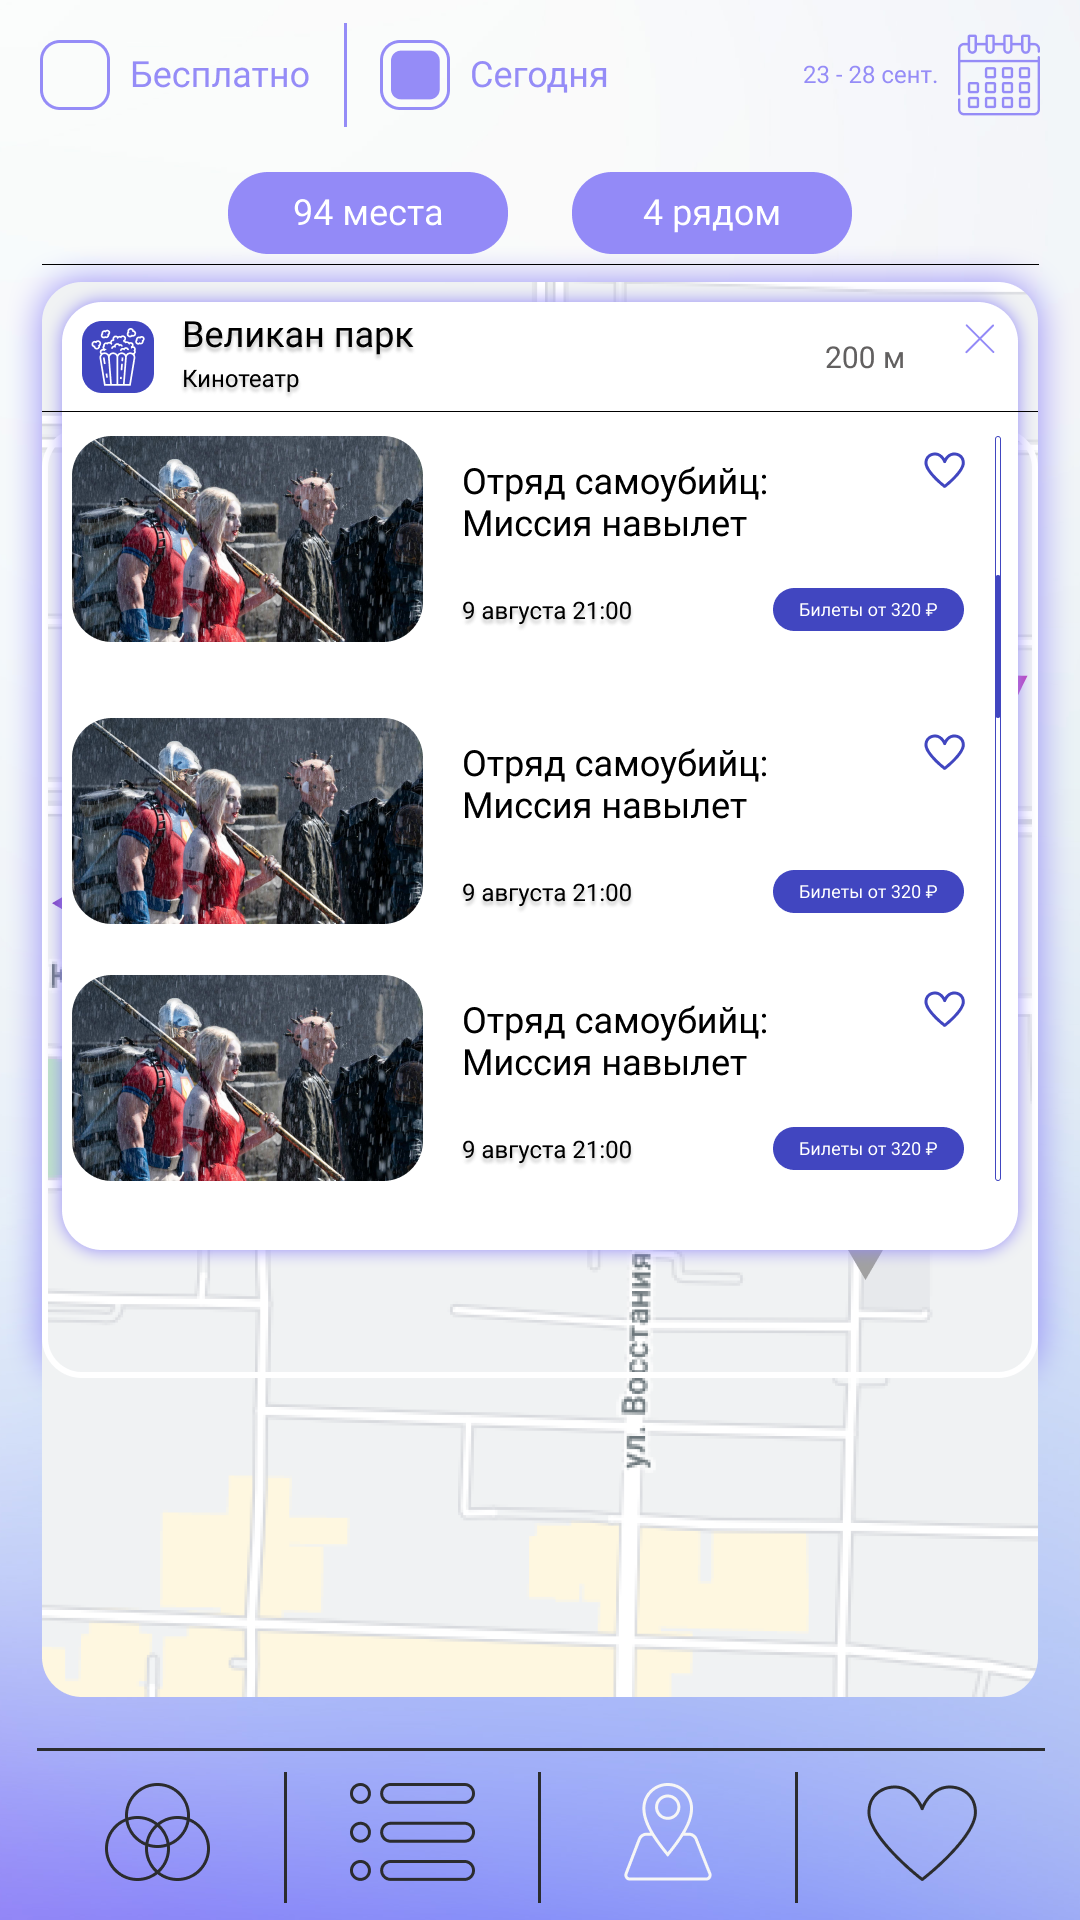 Бесплатно
Сегодня
23 - 28 сент.
94 места
4 рядом
Великан парк
Кинотеатр
200 м
Отряд самоубийц:
Миссия навылет
9 августа 21:00
Билеты от 320 ₽
Отряд самоубийц:
Миссия навылет
9 августа 21:00
Билеты от 320 ₽
Отряд самоубийц:
Миссия навылет
9 августа 21:00
Билеты от 320 ₽
ул. Восстания